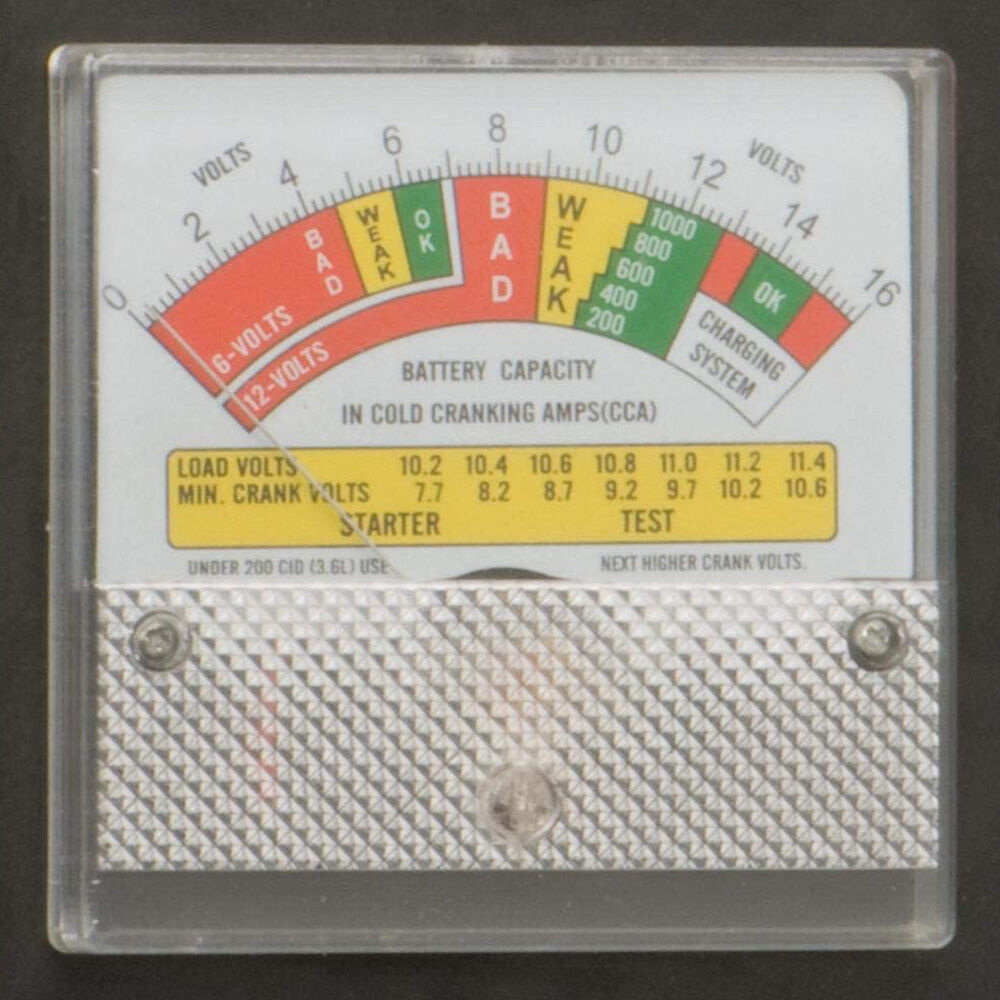 VOLTS
VOLTS
0 2 4 6 8 10 12 14 16
BAD
WEAK
OK
BAD
WEAK
1000
800
600
400
200
OK
6-VOLTS
12-VOLTS
CHARGING
SYSTEM
BATTERY CAPACITY
IN COLD CRANKING AMPS(CCA)
LOAD VOLTS 10.2 10.4 10.6 10.8 11.0 11.2 11.4
MIN. CRANK VOLTS 7.7 8.2 8.7 9.2 9.7 10.2 10.6
STARTER TEST
UNDER 200 CID (3.6L) USE NEXT HIGHER CRANK VOLTS.